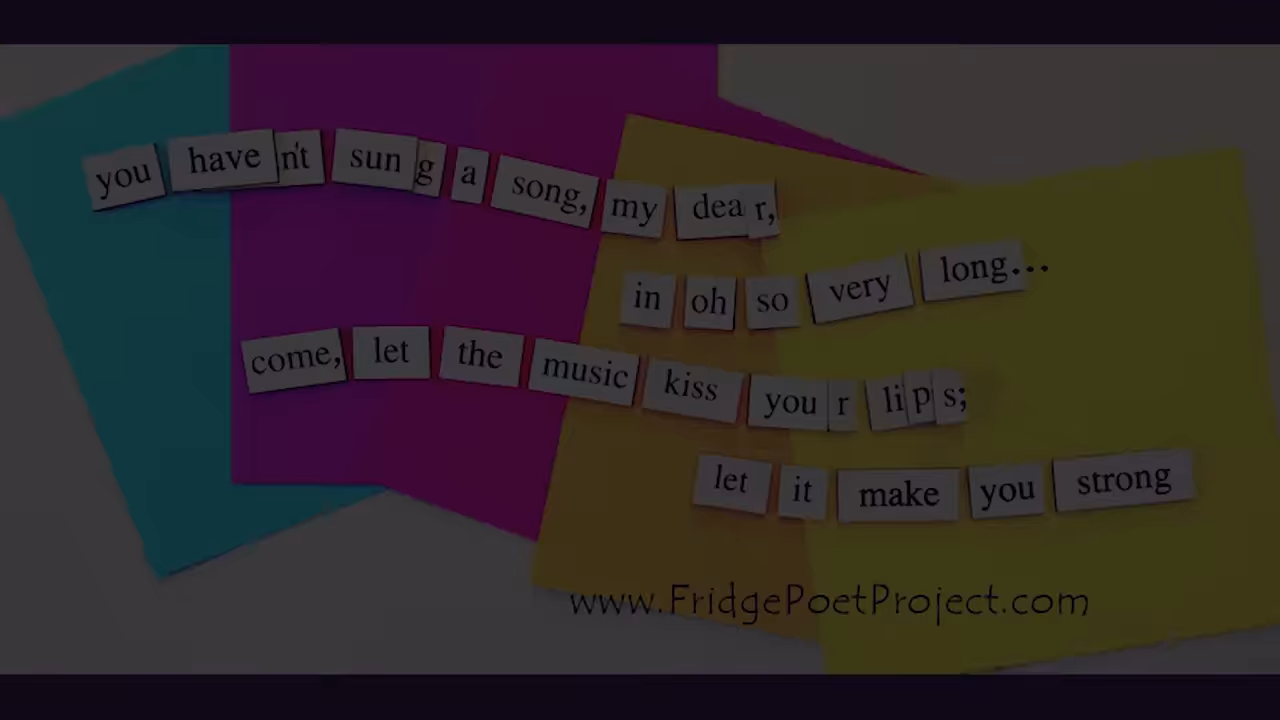 you haven't sung a song, my dear,
in oh so very long...
come, let the music kiss your lips;
let it make you strong
www.FridgePoetProject.com